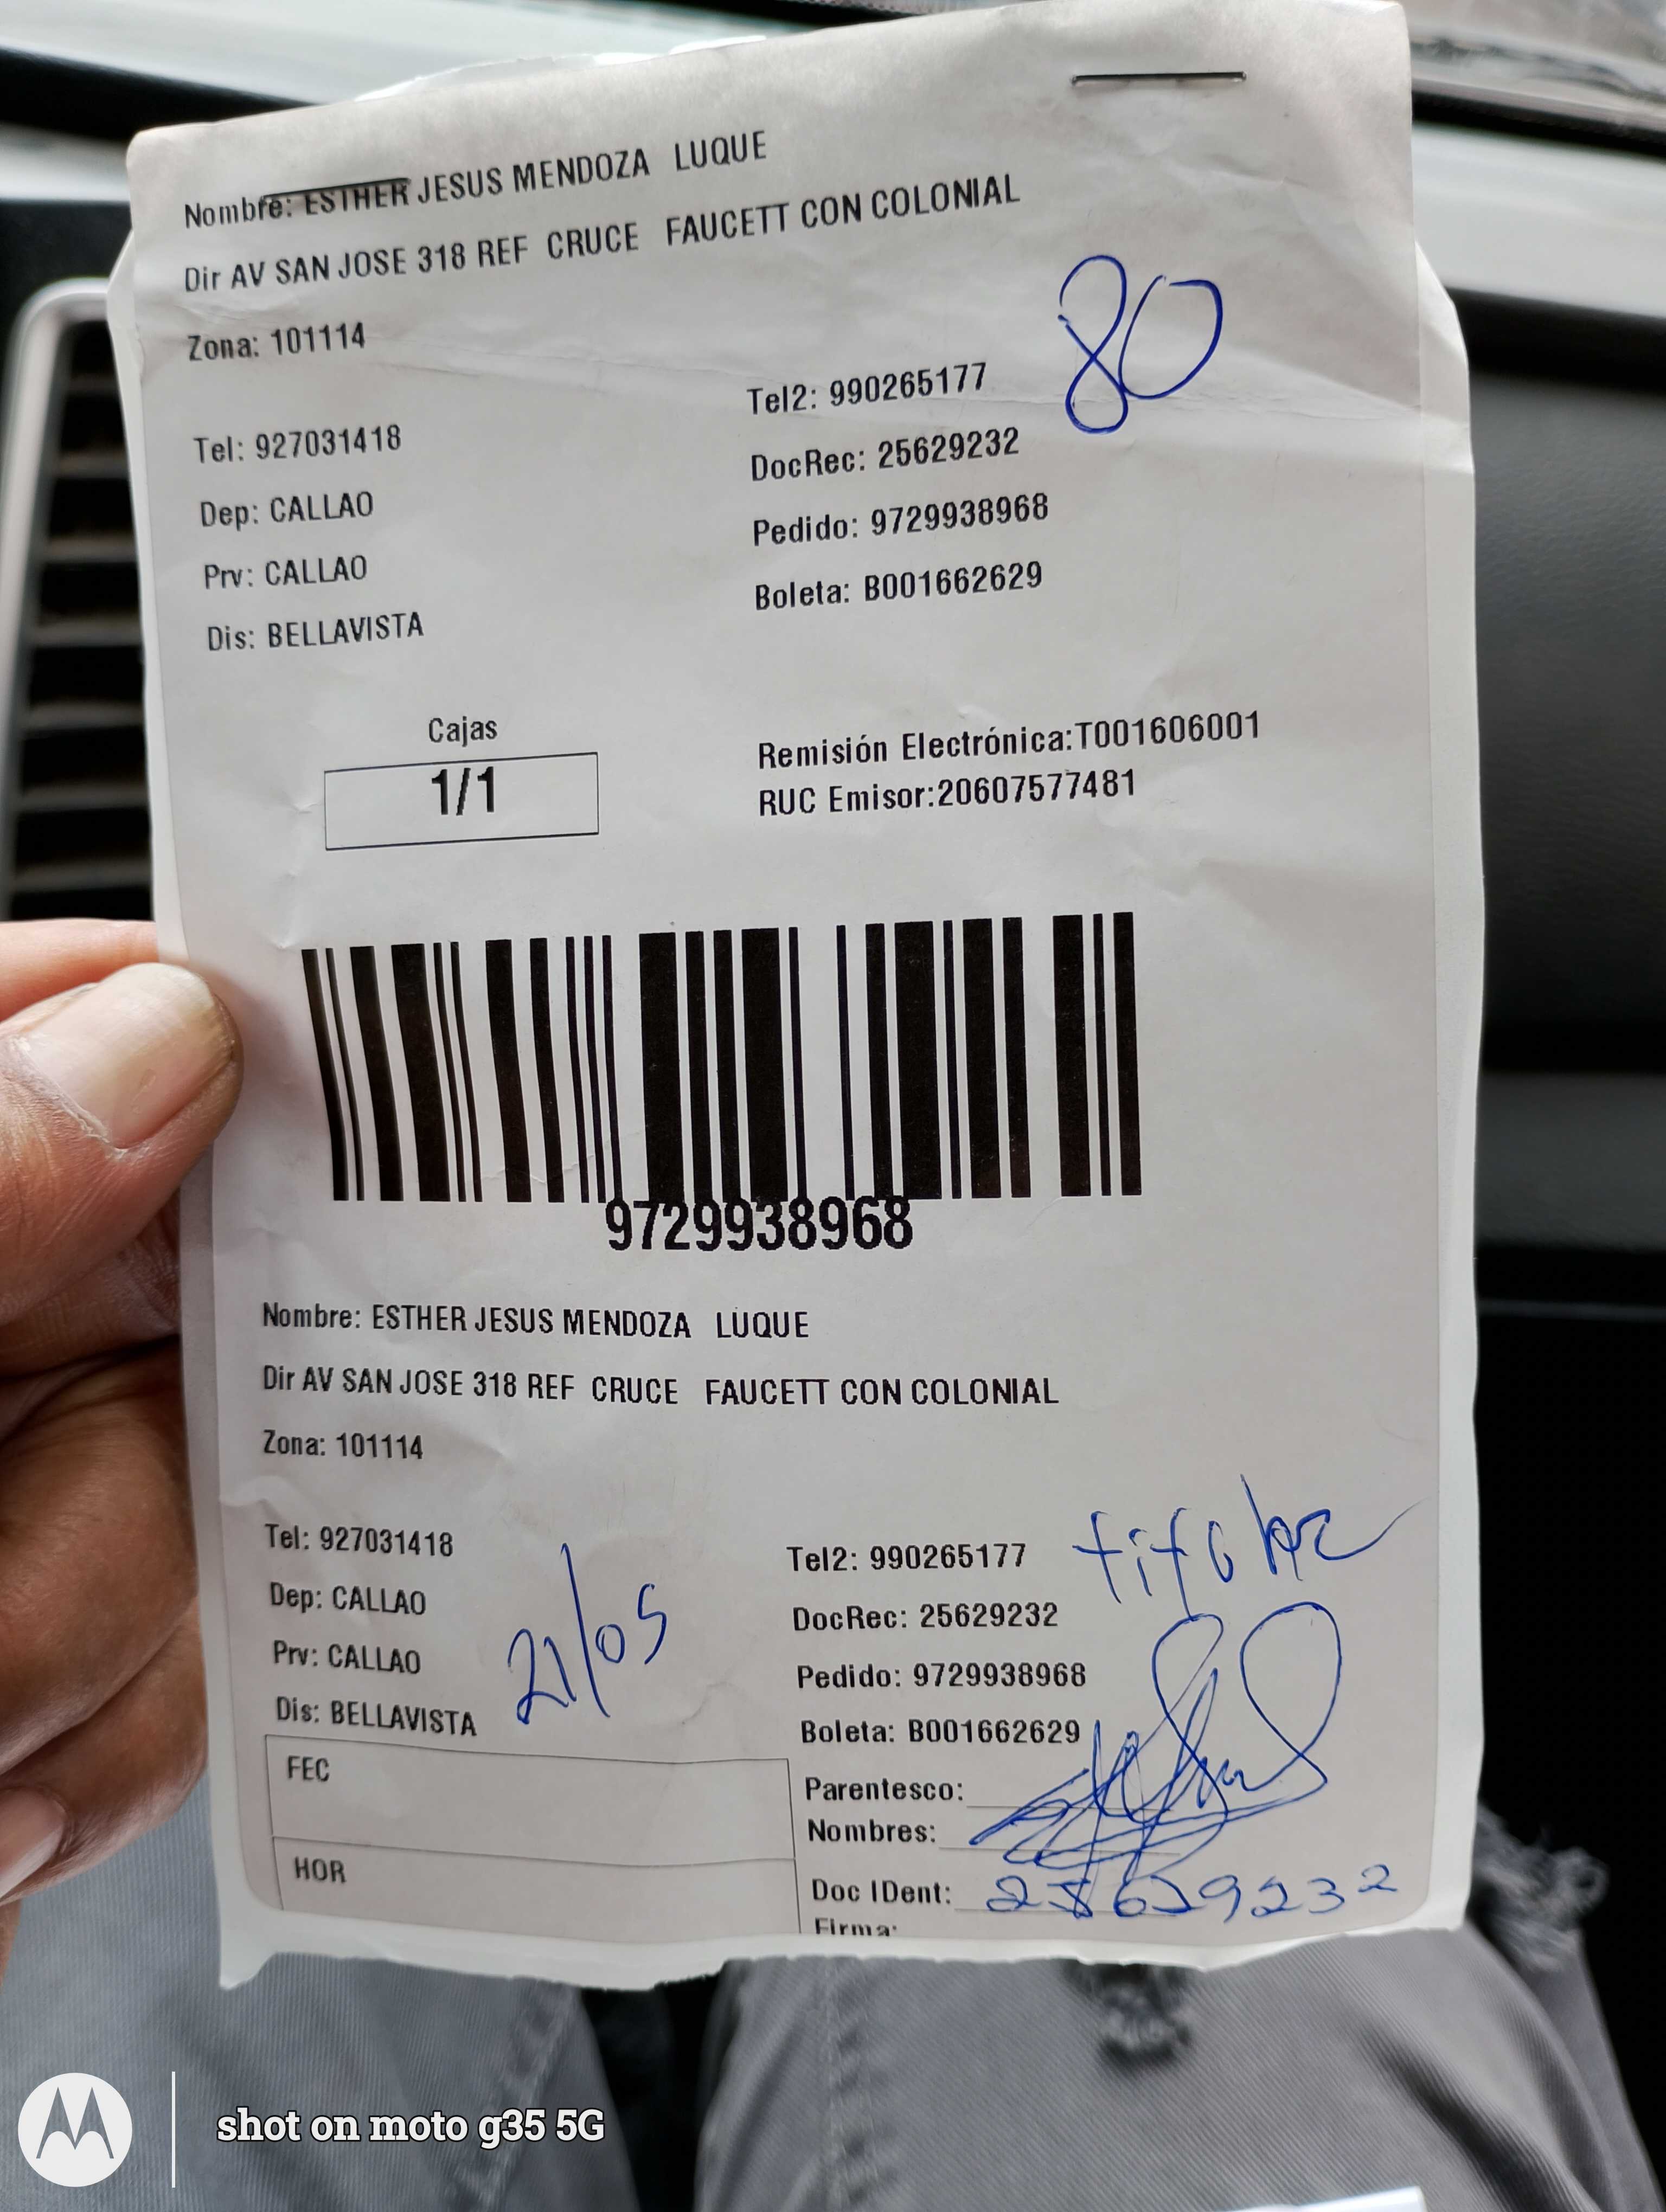 Nombre: ESTHER JESUS MENDOZA LUQUE
Dir AV SAN JOSE 318 REF CRUCE FAUCETT CON COLONIAL
Zona: 101114
80
Tel: 927031418
Tel2: 990265177
Dep: CALLAO
DocRec: 25629232
Prv: CALLAO
Pedido: 9729938968
Dis: BELLAVISTA
Boleta: B001662629
Cajas
1/1
Remisión Electrónica:T001606001
RUC Emisor:20607577481
9729938968
Nombre: ESTHER JESUS MENDOZA LUQUE
Dir AV SAN JOSE 318 REF CRUCE FAUCETT CON COLONIAL
Zona: 101114
Tel: 927031418
Tel2: 990265177
titular
Dep: CALLAO
DocRec: 25629232
Prv: CALLAO
21/05
Pedido: 9729938968
Dis: BELLAVISTA
Boleta: B001662629
FEC
Parentesco:
Nombres:
HOR
Doc IDent: 25629232
Firma:
shot on moto g35 5G